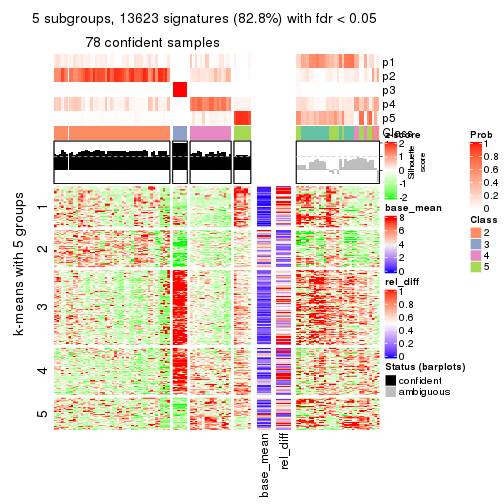 5 subgroups, 13623 signatures (82.8%) with fdr < 0.05
78 confident samples
p1
p2
p3
p4
p5
Class
z-score
2
1
0
-1
-2
Silhouette
score
Prob
1
0.8
0.6
0.4
0.2
0
base_mean
8
6
4
2
0
Class
2
3
4
5
rel_diff
1
0.8
0.6
0.4
0.2
0
Status (barplots)
confident
ambiguous
k-means with 5 groups
1
2
3
4
5
base_mean
rel_diff